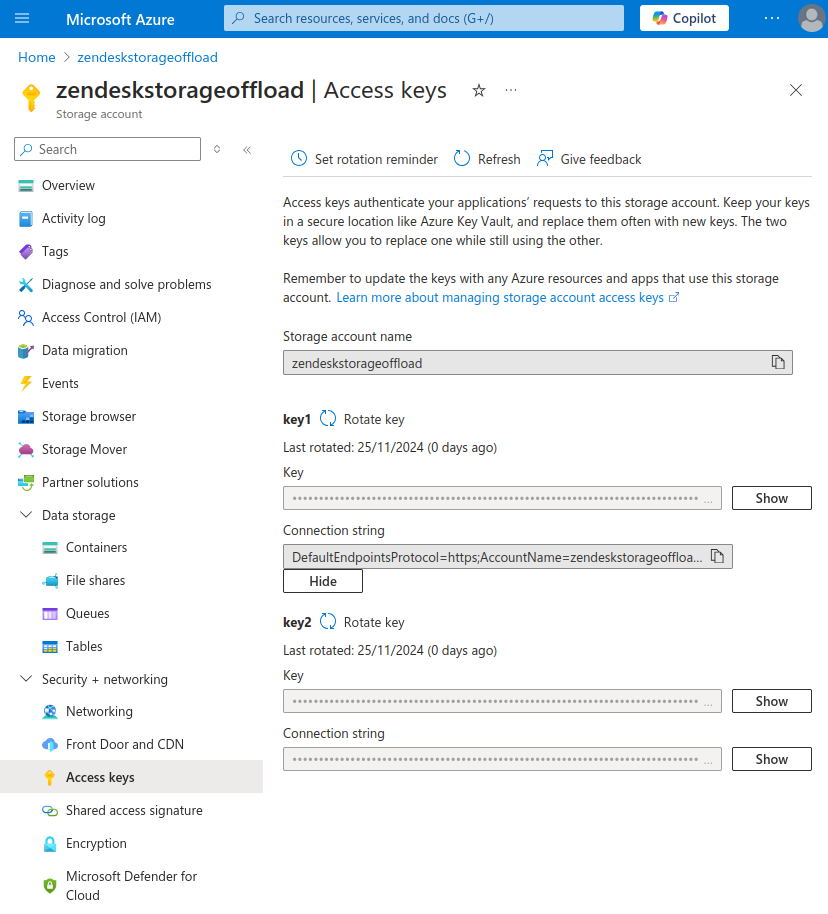 Microsoft Azure
Search resources, services, and docs (G+/)
Copilot
...
Home > zendeskstorageoffload
zendeskstorageoffload | Access keys
...
Storage account
Search
Overview
Activity log
Tags
Diagnose and solve problems
Access Control (IAM)
Data migration
Events
Storage browser
Storage Mover
Partner solutions
Data storage
Containers
File shares
Queues
Tables
Security + networking
Networking
Front Door and CDN
Access keys
Shared access signature
Encryption
Microsoft Defender for
Cloud
Set rotation reminder
Refresh
Give feedback
Access keys authenticate your applications’ requests to this storage account. Keep your keys
in a secure location like Azure Key Vault, and replace them often with new keys. The two
keys allow you to replace one while still using the other.
Remember to update the keys with any Azure resources and apps that use this storage
account. Learn more about managing storage account access keys
Storage account name
zendeskstorageoffload
key1 Rotate key
Last rotated: 25/11/2024 (0 days ago)
Key
Show
Connection string
DefaultEndpointsProtocol=https;AccountName=zendeskstorageoffloa...
Hide
key2 Rotate key
Last rotated: 25/11/2024 (0 days ago)
Key
Show
Connection string
Show